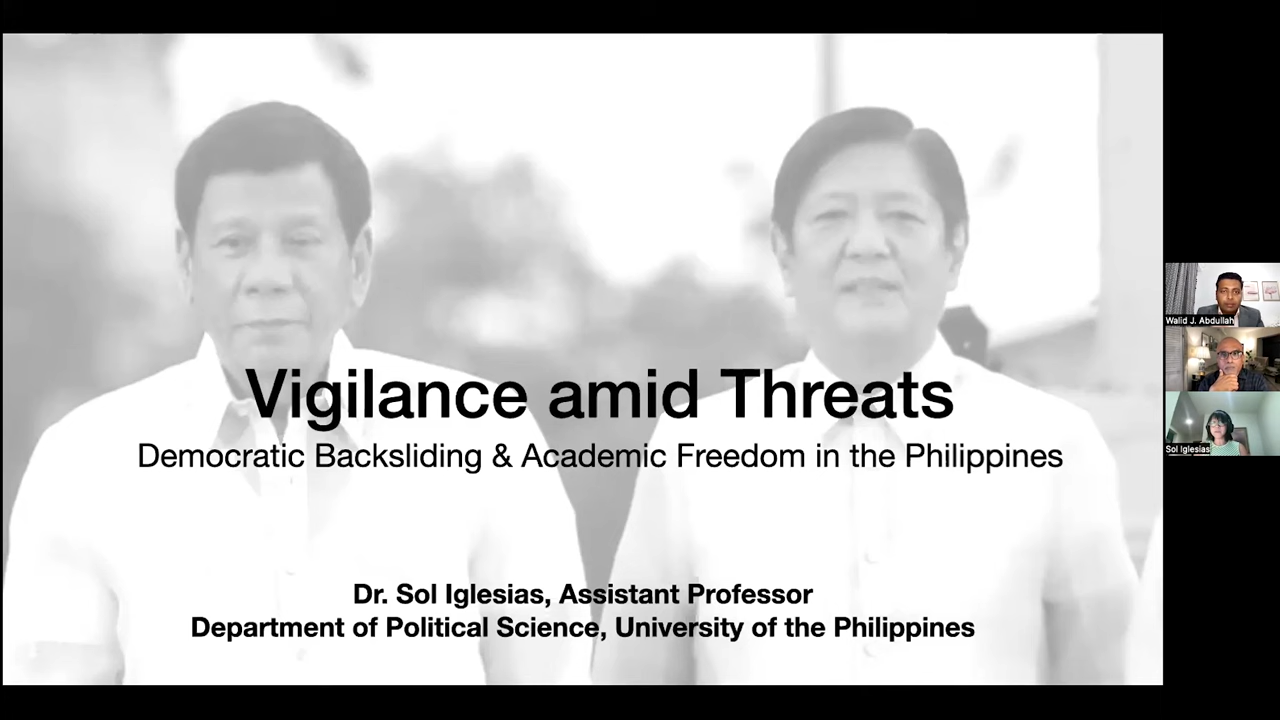 Vigilance amid Threats
Democratic Backsliding & Academic Freedom in the Philippines
Dr. Sol Iglesias, Assistant Professor
Department of Political Science, University of the Philippines
Walid J. Abdullah
Sol Iglesias